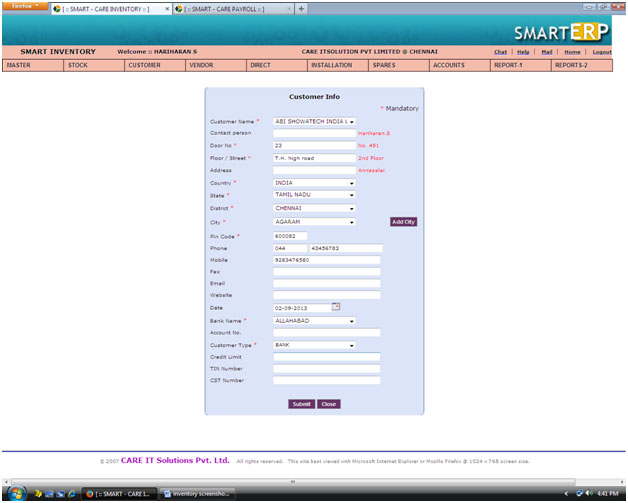 firefox
[ :: SMART - CARE INVENTORY :: ] × [ :: SMART - CARE PAYROLL :: ] +
SMARTERP
SMART INVENTORY Welcome :: HARIHARAN S CARE ITSOLUTION PVT LIMITED @ CHENNAI Chat | Help | Mail | Home | Logout
MASTER STOCK CUSTOMER VENDOR DIRECT INSTALLATION SPARES ACCOUNTS REPORT-1 REPORTS-2
Customer Info
* Mandatory
Customer Name * ABI SHOWATECH INDIA L
Contact person Hariharan.S
Door No * 23 No. 481
Floor / Street * T.H. high road 2nd Floor
Address Annasalai
Country * INDIA
State * TAMIL NADU
District * CHENNAI
City * AGARAM Add City
Pin Code * 600082
Phone 044 43456783
Mobile 9283476580
Fax
Email
Website
Date 02-09-2013
Bank Name * ALLAHABAD
Account No.
Customer Type * BANK
Credit Limit
TIN Number
CST Number
Submit Close
© 2007 CARE IT Solutions Pvt. Ltd. All rights reserved. This site best viewed with Microsoft Internet Explorer or Mozilla Firefox @ 1024 x 768 screen size.
[ :: SMART - CARE I... inventory screensho... 4:41 PM